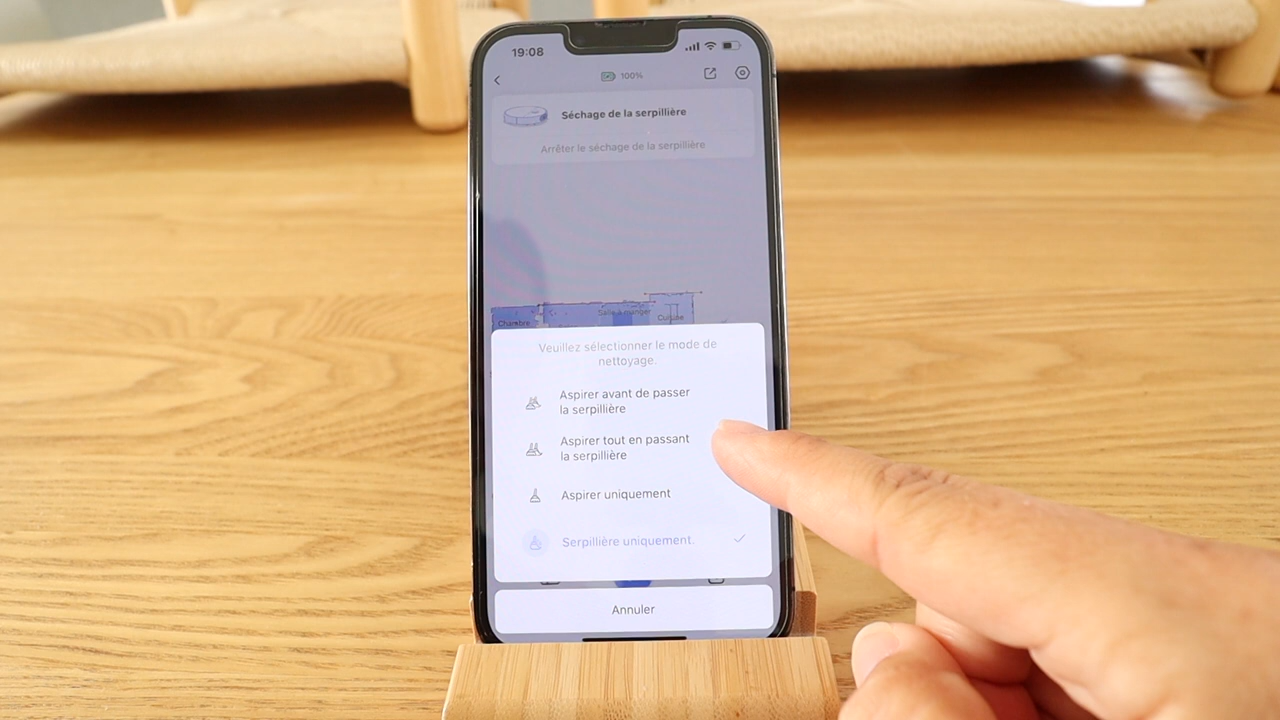 19:08
100%
Séchage de la serpillière
Arrêter le séchage de la serpillière
Salle à manger
Cuisine
Chambre
Veuillez sélectionner le mode de
nettoyage.
Aspirer avant de passer
la serpillière
Aspirer tout en passant
la serpillière
Aspirer uniquement
Serpillière uniquement.
Annuler